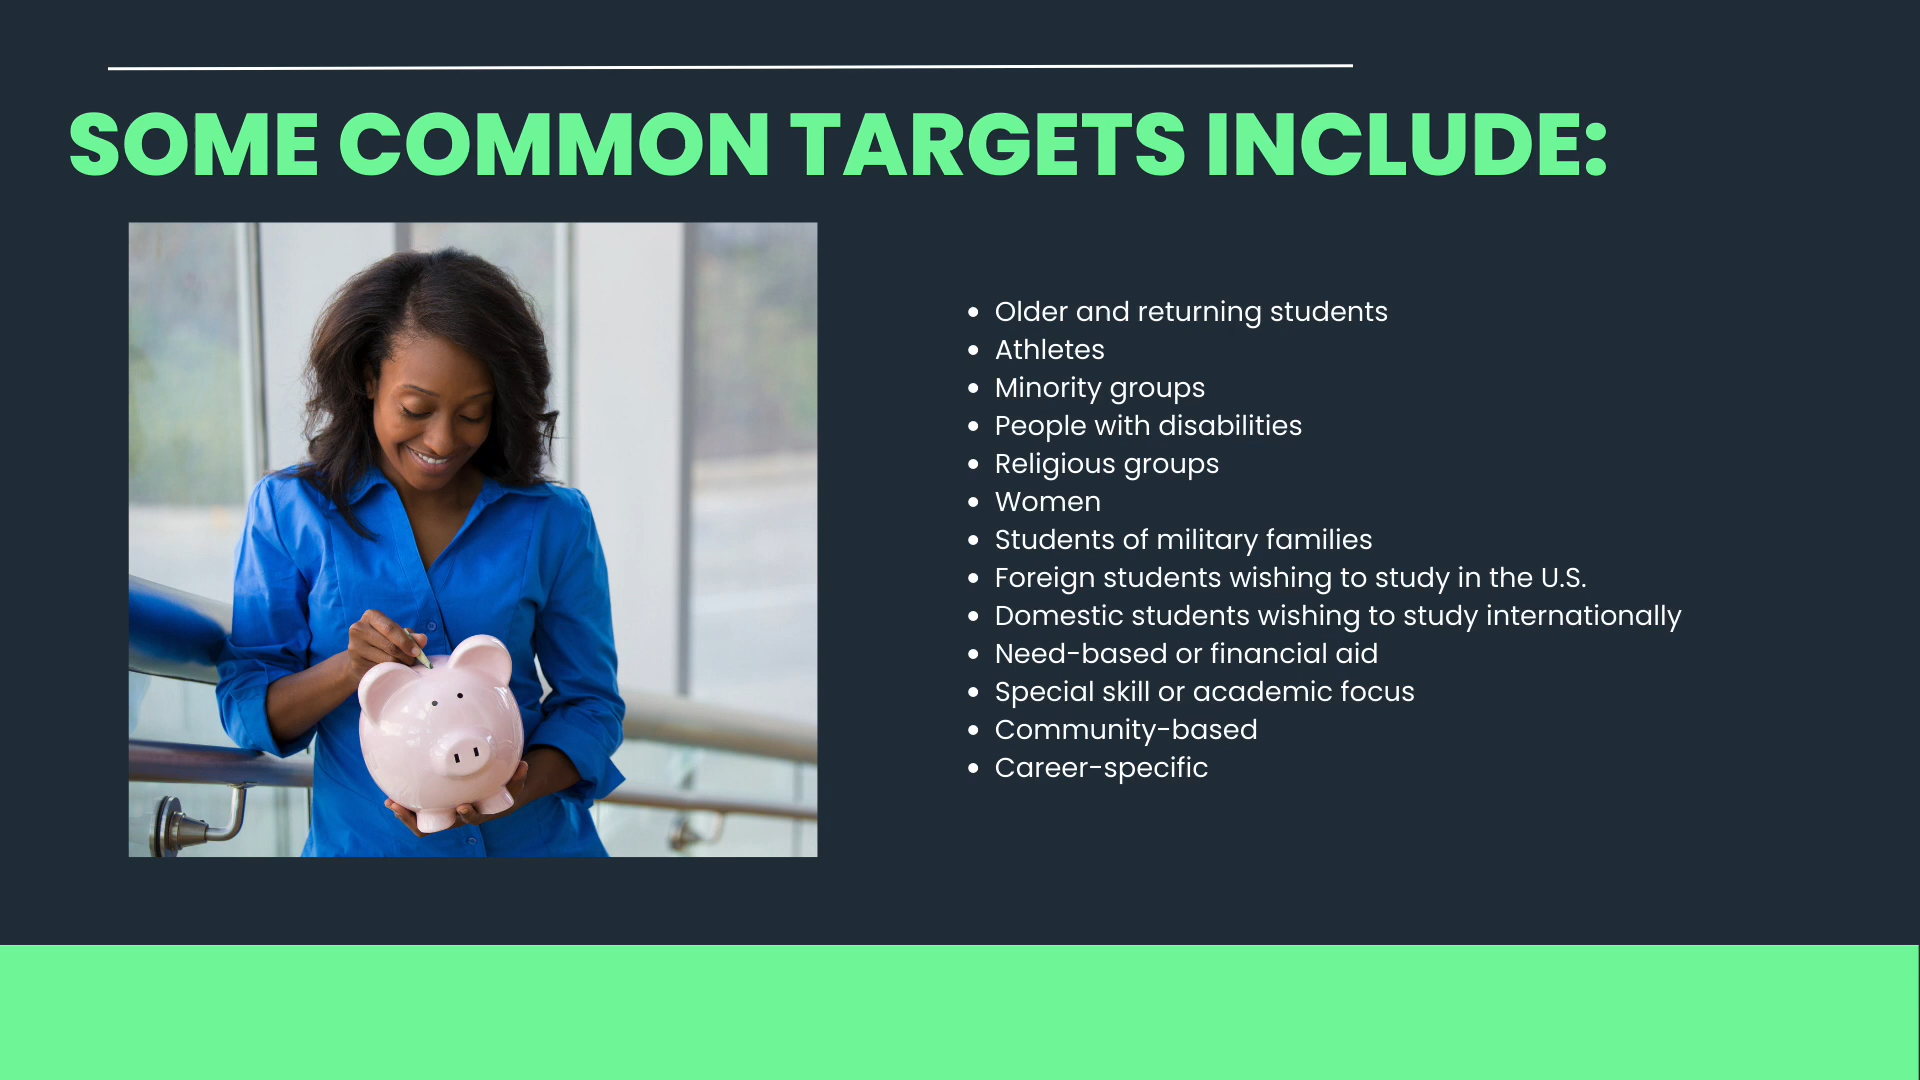 SOME COMMON TARGETS INCLUDE:
• Older and returning students
• Athletes
• Minority groups
• People with disabilities
• Religious groups
• Women
• Students of military families
• Foreign students wishing to study in the U.S.
• Domestic students wishing to study internationally
• Need-based or financial aid
• Special skill or academic focus
• Community-based
• Career-specific